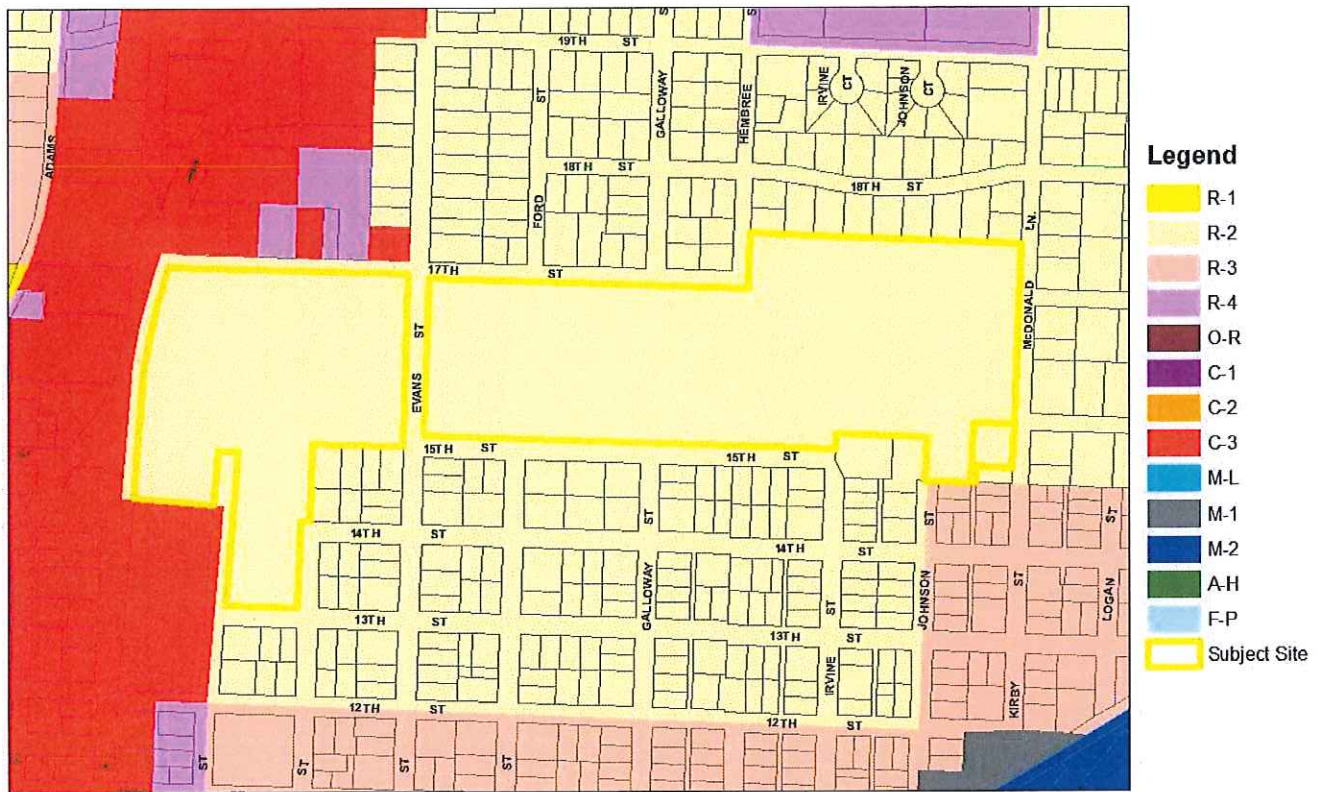 19TH ST
ADAMS
FORD ST
GALLOWAY
HEMBREE
IRVINE CT
JOHNSON CT
18TH ST
18TH ST
LN.
17TH ST
McDONALD
EVANS ST
15TH ST
15TH ST
ST
14TH ST
14TH ST
ST
ST
GALLOWAY
ST
JOHNSON
ST
LOGAN
13TH ST
13TH ST
IRVINE
KIRBY
12TH ST
12TH ST
ST
ST
ST
ST
Legend
R-1
R-2
R-3
R-4
O-R
C-1
C-2
C-3
M-L
M-1
M-2
A-H
F-P
Subject Site